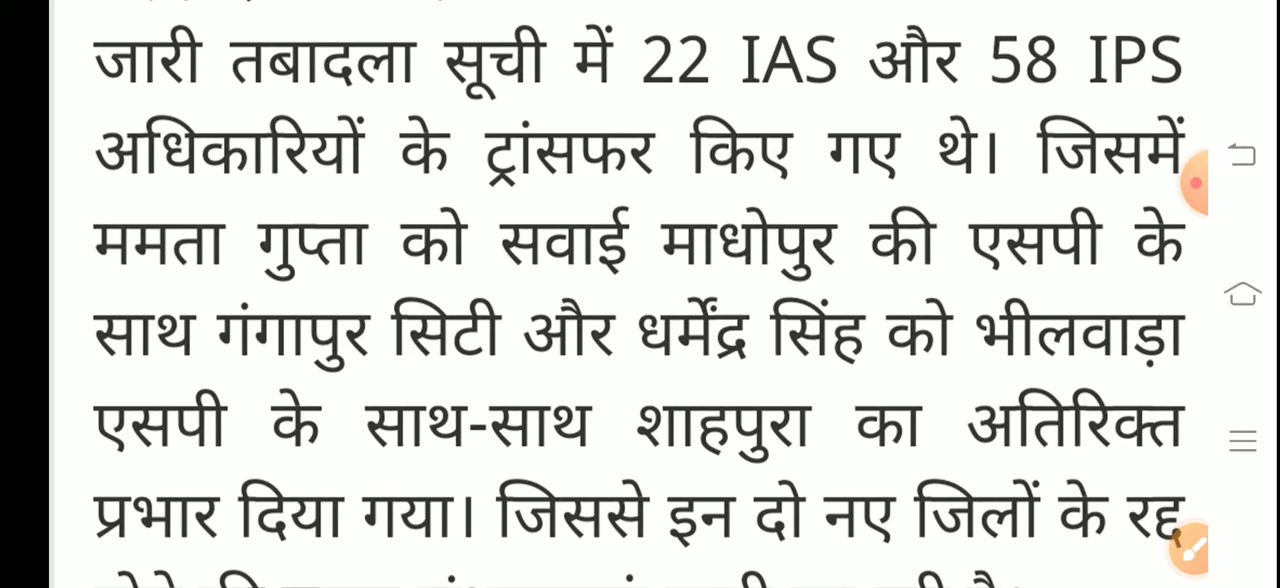 जारी तबादला सूची में 22 IAS और 58 IPS
अधिकारियों के ट्रांसफर किए गए थे। जिसमें
ममता गुप्ता को सवाई माधोपुर की एसपी के
साथ गंगापुर सिटी और धर्मेंद्र सिंह को भीलवाड़ा
एसपी के साथ-साथ शाहपुरा का अतिरिक्त
प्रभार दिया गया। जिससे इन दो नए जिलों के रद्द